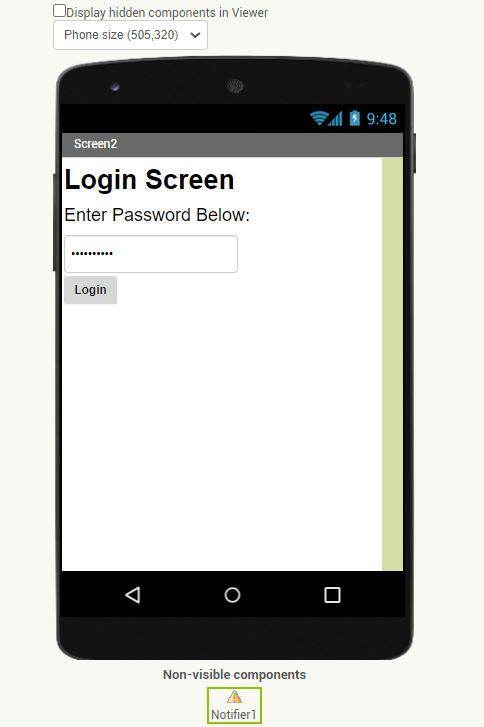 Display hidden components in Viewer
Phone size (505,320)
9:48
Screen2
Login Screen
Enter Password Below:
••••••••••
Login
Non-visible components
Notifier1